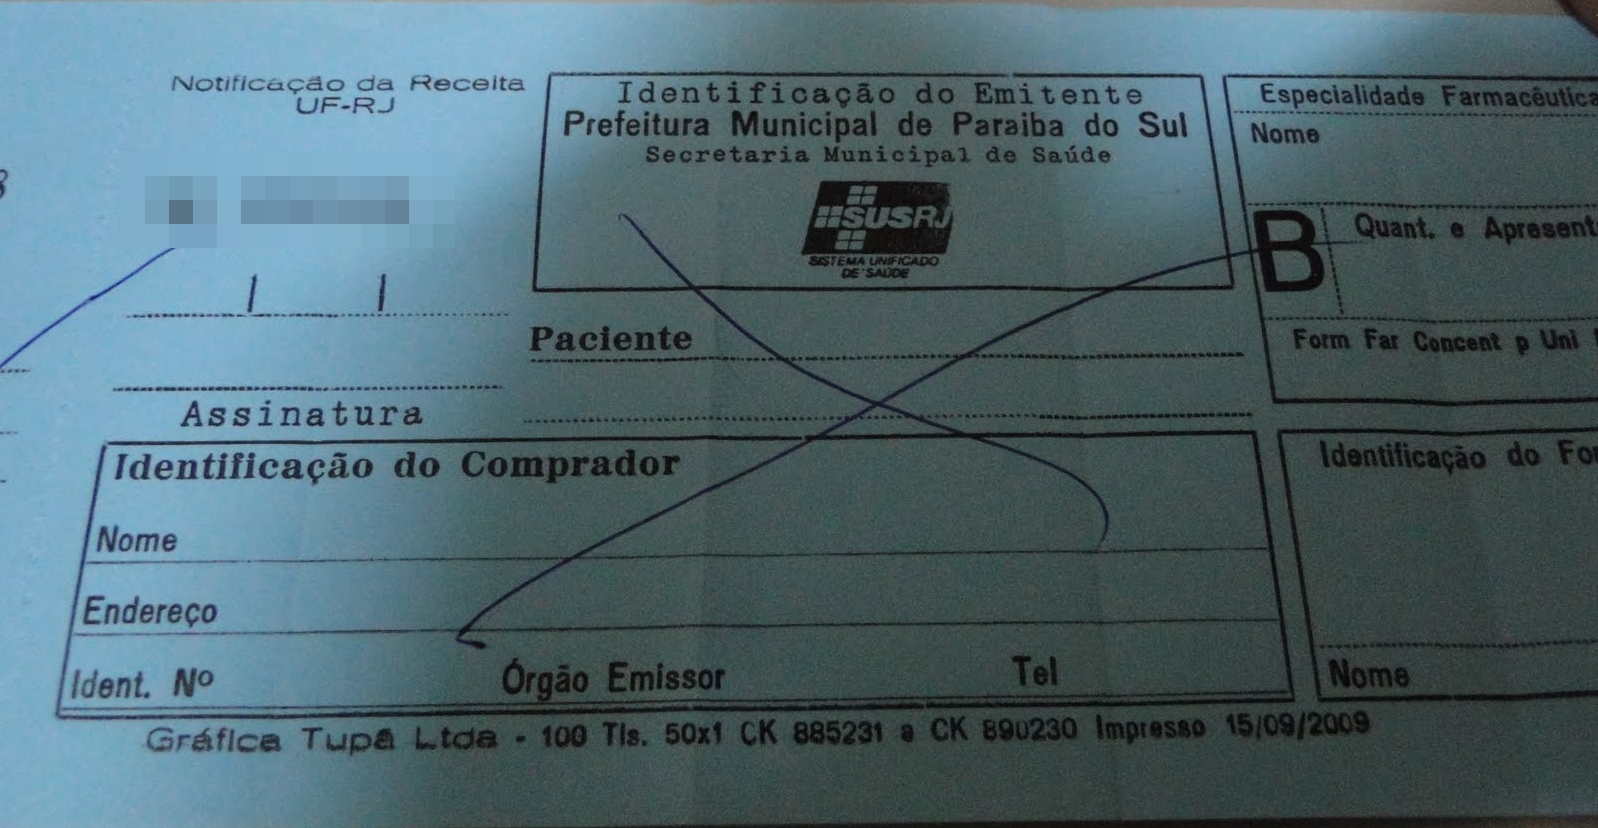 Notificação da Receita
UF-RJ
Assinatura
Identificação do Emitente
Prefeitura Municipal de Paraiba do Sul
Secretaria Municipal de Saúde
SUSRJ
SISTEMA UNIFICADO
DE SAÚDE
Paciente
Especialidade Farmacêutica
Nome
B
Quant. e Apresent
Form Far Concent p Uni
Identificação do Comprador
Nome
Endereço
Ident. Nº Órgão Emissor Tel
Identificação do For
Nome
Gráfica Tupã Ltda - 100 Tls. 50x1 CK 885231 a CK 890230 Impresso 15/09/2009